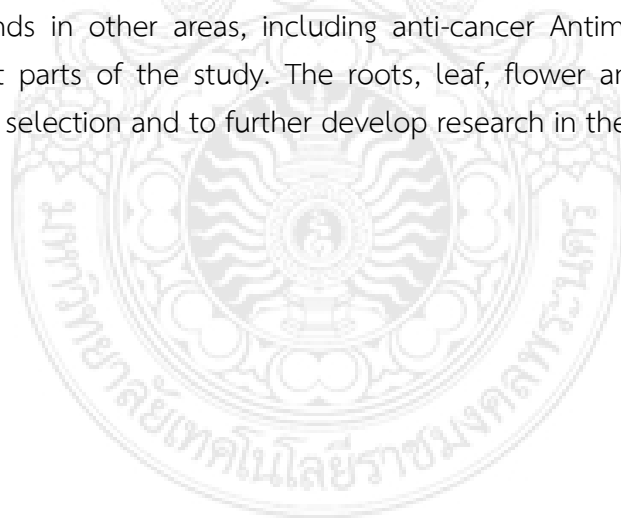 nds in other areas, including anti-cancer Antim
t parts of the study. The roots, leaf, flower ar
selection and to further develop research in the
มหาวิทยาลัยเทคโนโลยีราชมงคลพระนคร